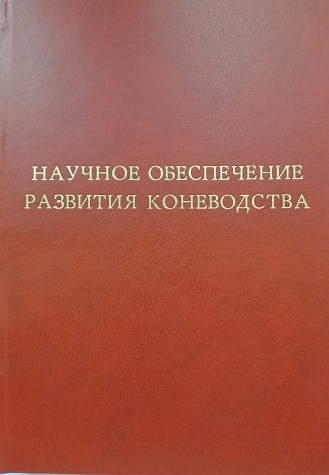 НАУЧНОЕ ОБЕСПЕЧЕНИЕ
РАЗВИТИЯ КОНЕВОДСТВА